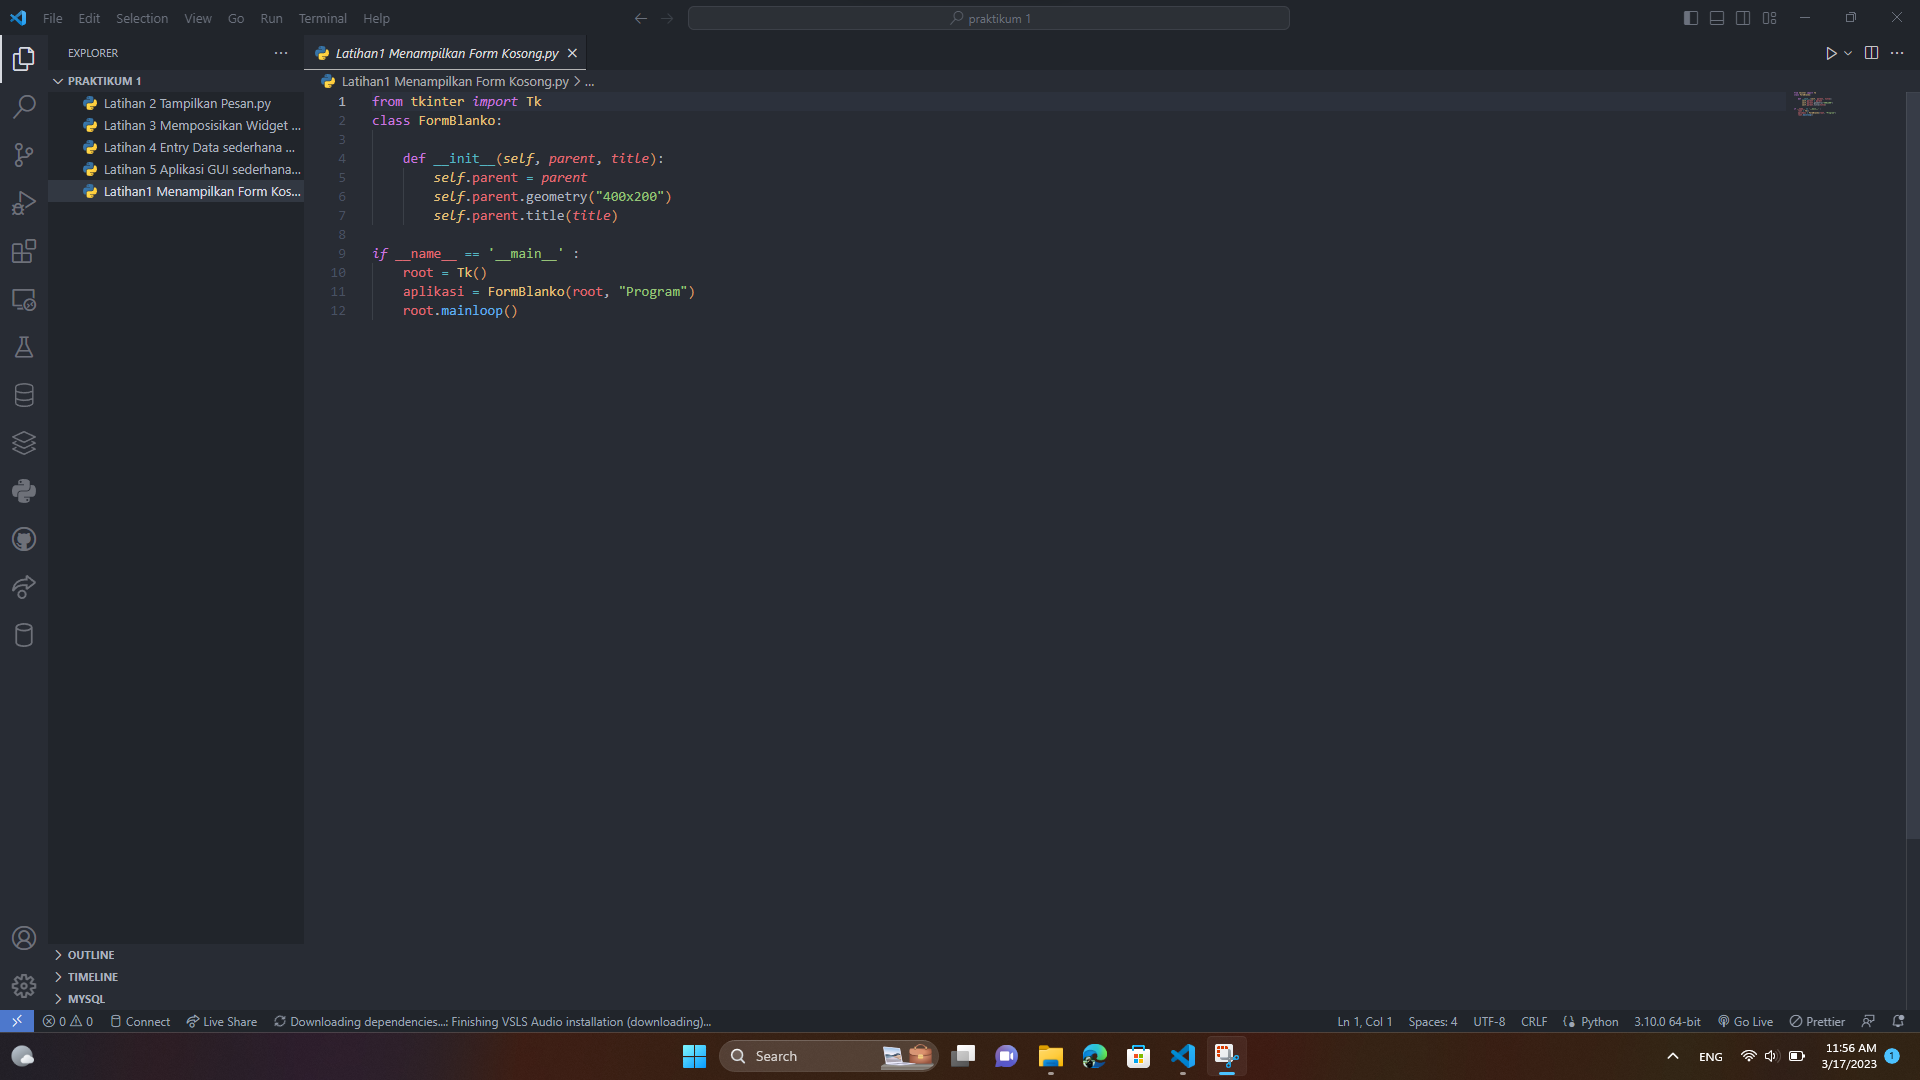 File Edit Selection View Go Run Terminal Help
praktikum 1
EXPLORER
PRAKTIKUM 1
Latihan 2 Tampilkan Pesan.py
Latihan 3 Memposisikan Widget ...
Latihan 4 Entry Data sederhana ...
Latihan 5 Aplikasi GUI sederhana...
Latihan1 Menampilkan Form Kos...
OUTLINE
TIMELINE
MYSQL
Latihan1 Menampilkan Form Kosong.py
Latihan1 Menampilkan Form Kosong.py > ...
1 from tkinter import Tk
2 class FormBlanko:
3
4 def __init__(self, parent, title):
5 self.parent = parent
6 self.parent.geometry("400x200")
7 self.parent.title(title)
8
9 if __name__ == '__main__' :
10 root = Tk()
11 aplikasi = FormBlanko(root, "Program")
12 root.mainloop()
0 0 Connect Live Share Downloading dependencies...: Finishing VSLS Audio installation (downloading)... Ln 1, Col 1 Spaces: 4 UTF-8 CRLF Python 3.10.0 64-bit Go Live Prettier
Search
ENG
11:56 AM
3/17/2023
1